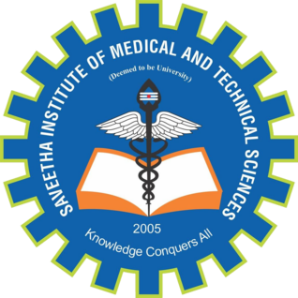 SAVEETHA INSTITUTE OF MEDICAL AND TECHNICAL SCIENCES
(Deemed to be University)
2005
Knowledge Conquers All